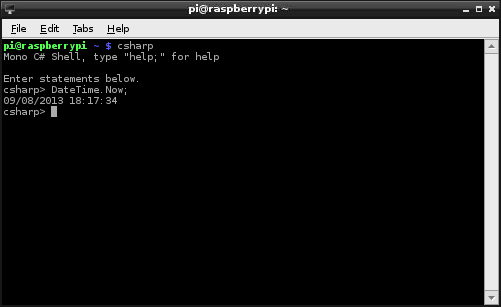 pi@raspberrypi: ~
File Edit Tabs Help
pi@raspberrypi ~ $ csharp
Mono C# Shell, type "help;" for help
Enter statements below.
csharp> DateTime.Now;
09/08/2013 18:17:34
csharp>